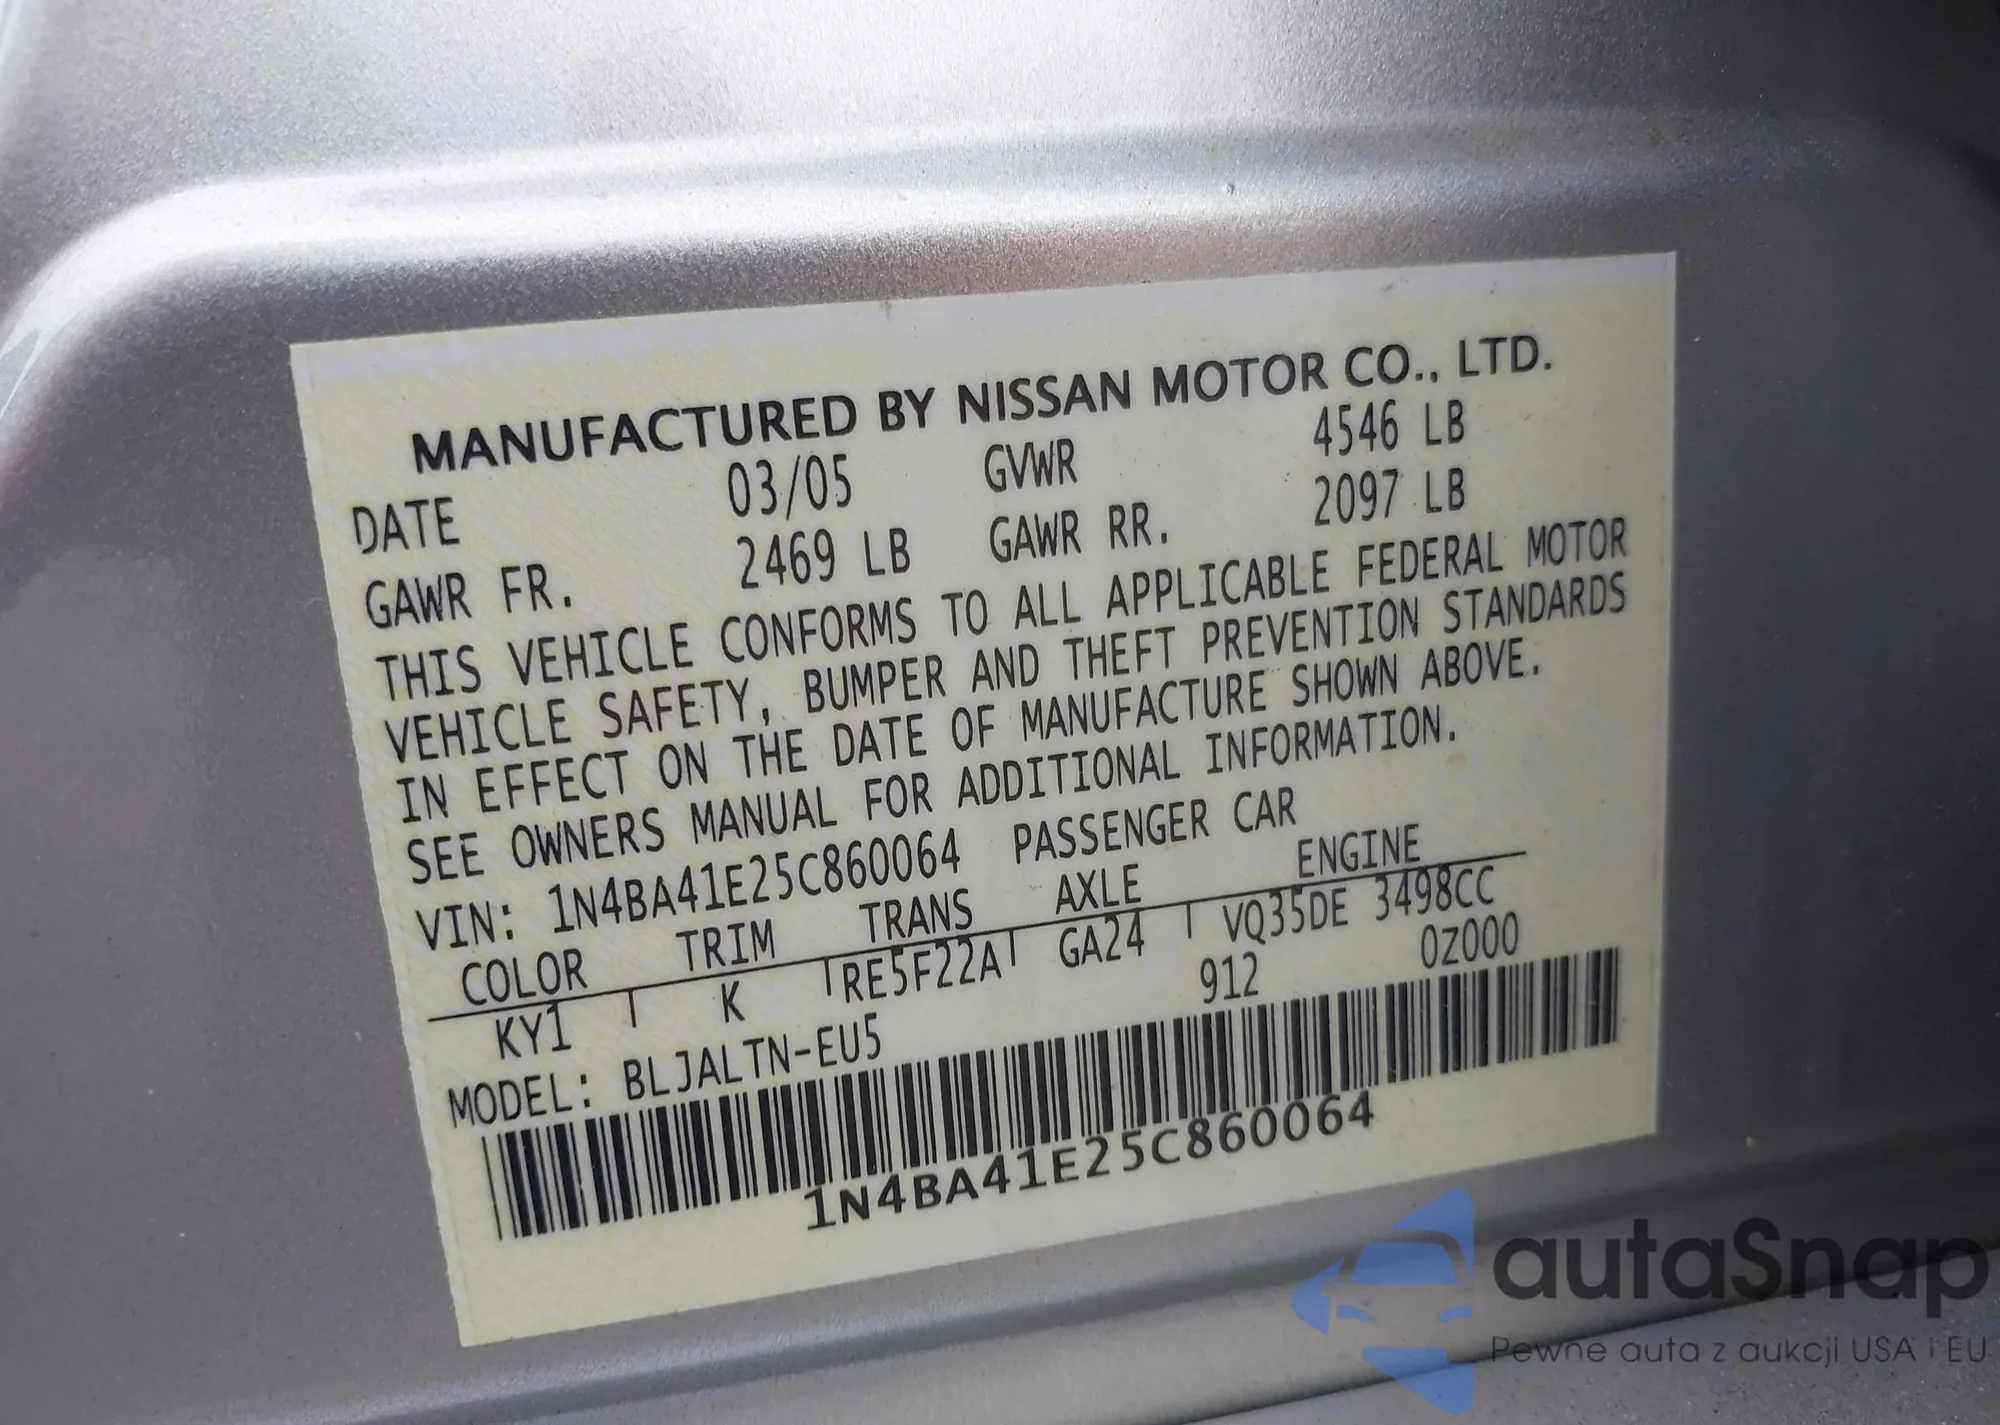 MANUFACTURED BY NISSAN MOTOR CO., LTD.
DATE 03/05 GVWR 4546 LB
GAWR FR. 2469 LB GAWR RR. 2097 LB
THIS VEHICLE CONFORMS TO ALL APPLICABLE FEDERAL MOTOR
VEHICLE SAFETY, BUMPER AND THEFT PREVENTION STANDARDS
IN EFFECT ON THE DATE OF MANUFACTURE SHOWN ABOVE.
SEE OWNERS MANUAL FOR ADDITIONAL INFORMATION.
VIN: 1N4BA41E25C860064 PASSENGER CAR
COLOR TRIM TRANS AXLE ENGINE
KY1 K RE5F22A GA24 VQ35DE 3498CC
MODEL: BLJALTN-EU5 912 0Z000
1N4BA41E25C860064
autaSnap
Pewne auta z aukcji USA i EU